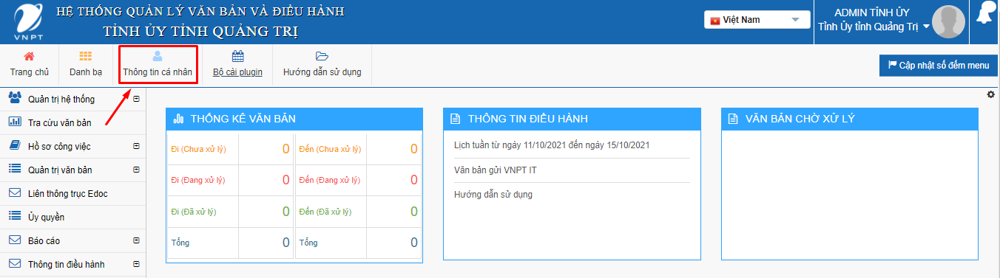 HỆ THỐNG QUẢN LÝ VĂN BẢN VÀ ĐIỀU HÀNH
TỈNH ỦY TỈNH QUẢNG TRỊ
VNPT
Việt Nam
ADMIN TỈNH ỦY
Tỉnh Ủy tỉnh Quảng Trị
Trang chủ
Danh bạ
Thông tin cá nhân
Bộ cài plugin
Hướng dẫn sử dụng
Cập nhật số đếm menu
Quản trị hệ thống
Tra cứu văn bản
Hồ sơ công việc
Quản trị văn bản
Liên thông trục Edoc
Ủy quyền
Báo cáo
Thông tin điều hành
THỐNG KÊ VĂN BẢN
Đi (Chưa xử lý) 0 Đến (Chưa xử lý) 0
Đi (Đang xử lý) 0 Đến (Đang xử lý) 0
Đi (Đã xử lý) 0 Đến (Đã xử lý) 0
Tổng 0 Tổng 0
THÔNG TIN ĐIỀU HÀNH
Lịch tuần từ ngày 11/10/2021 đến ngày 15/10/2021
Văn bản gửi VNPT IT
Hướng dẫn sử dụng
VĂN BẢN CHỜ XỬ LÝ